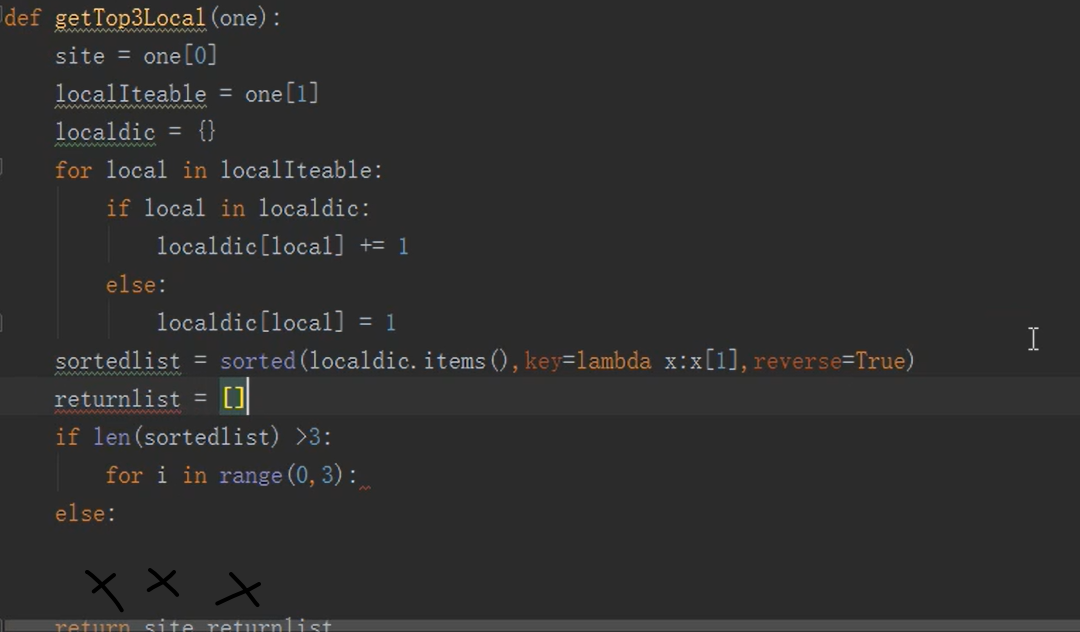 def getTop3Local(one):
    site = one[0]
    localIteable = one[1]
    localdic = {}
    for local in localIteable:
        if local in localdic:
            localdic[local] += 1
        else:
            localdic[local] = 1
    sortedlist = sorted(localdic.items(),key=lambda x:x[1],reverse=True)
    returnlist = []
    if len(sortedlist) >3:
        for i in range(0,3):
    else:
    return site,returnlist